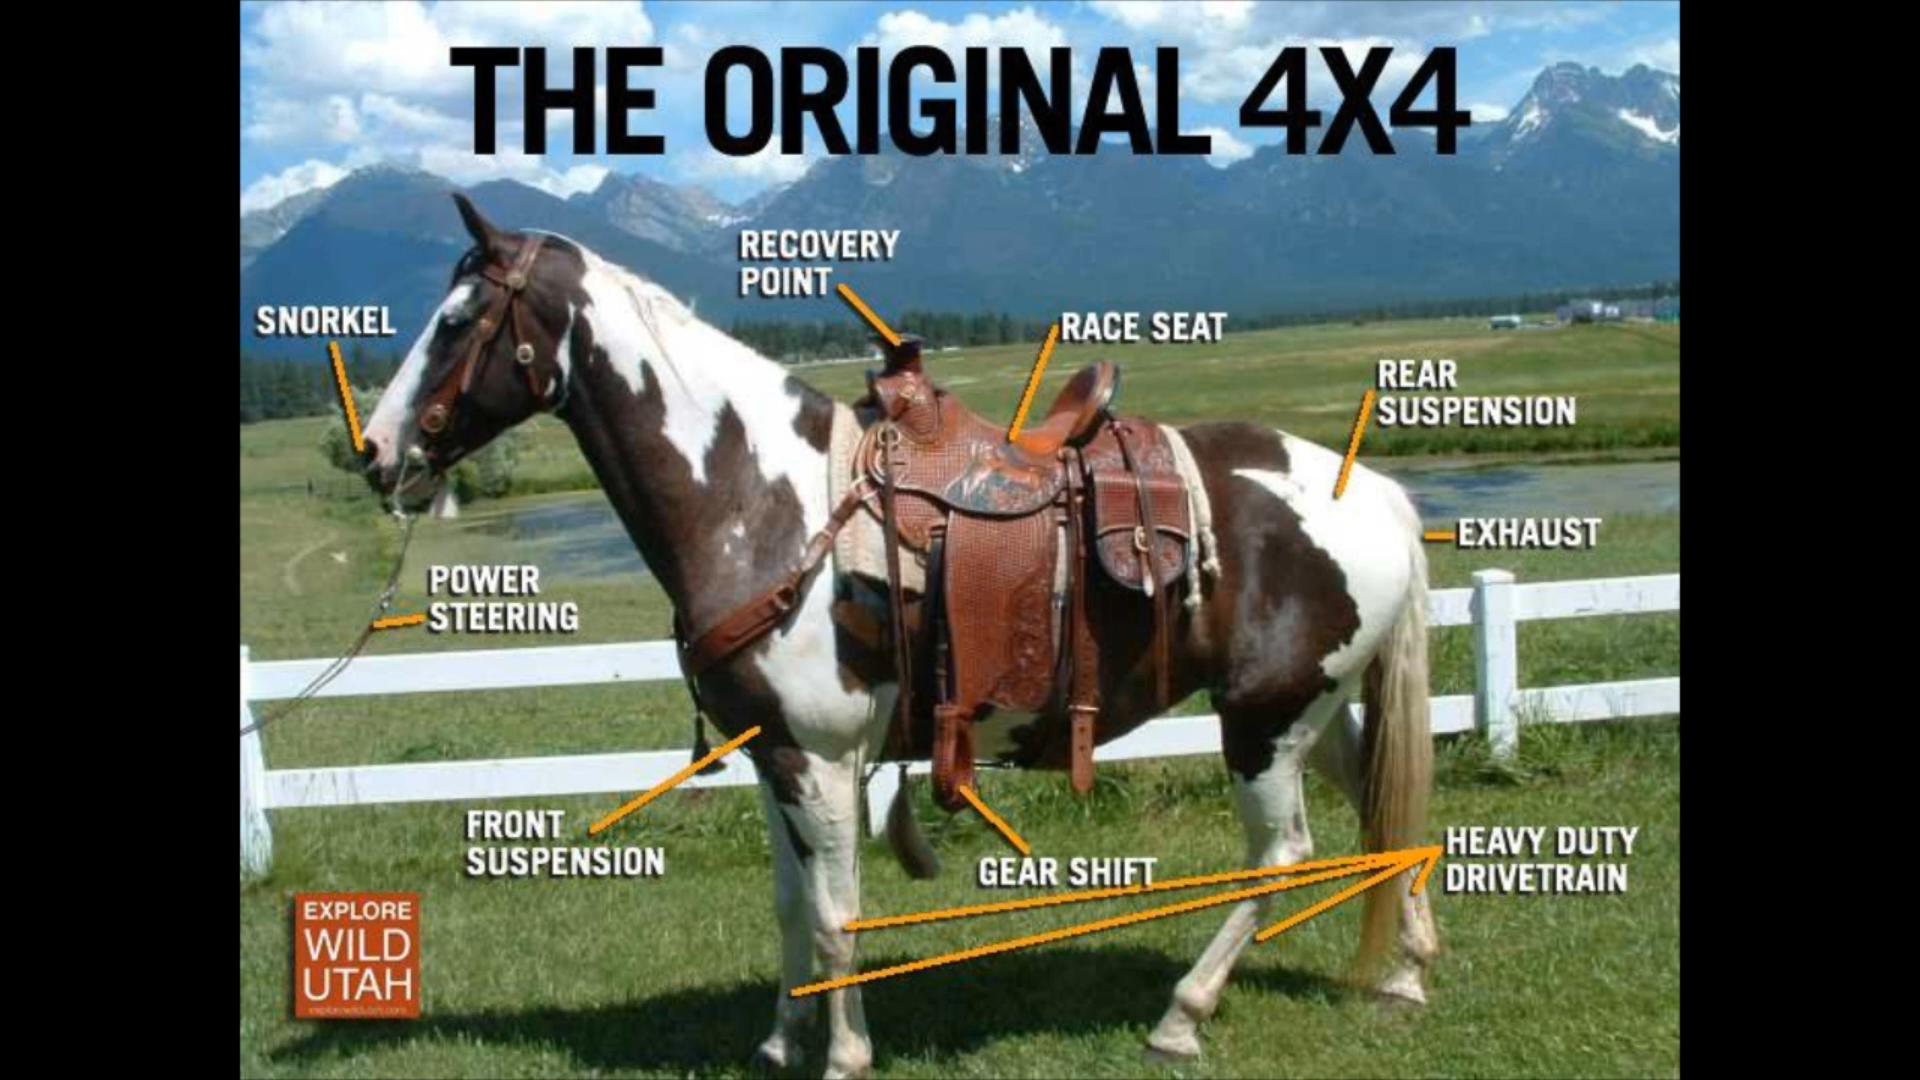 THE ORIGINAL 4X4
RECOVERY
POINT
SNORKEL
RACE SEAT
REAR
SUSPENSION
EXHAUST
POWER
STEERING
FRONT
SUSPENSION
GEAR SHIFT
HEAVY DUTY
DRIVETRAIN
EXPLORE
WILD
UTAH